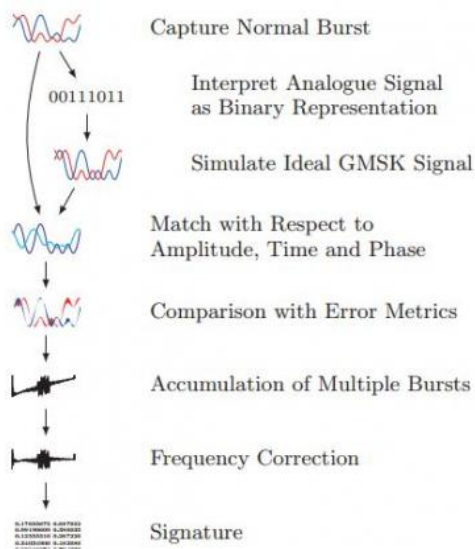 Capture Normal Burst
00111011
Interpret Analogue Signal
as Binary Representation
Simulate Ideal GMSK Signal
Match with Respect to
Amplitude, Time and Phase
Comparison with Error Metrics
Accumulation of Multiple Bursts
Frequency Correction
Signature